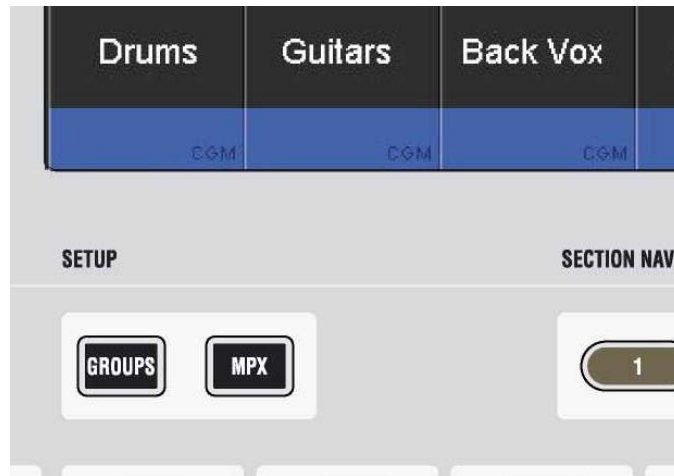 Drums Guitars Back Vox
CGM CGM CGM
SETUP SECTION NAV
GROUPS MPX 1